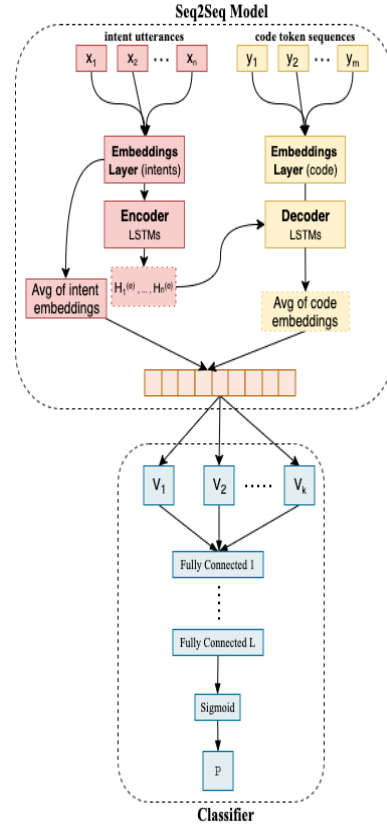 Seq2Seq Model
intent utterances
code token sequences
x₁ x₂ ... xₙ
y₁ y₂ ... yₘ
Embeddings
Layer (intents)
Embeddings
Layer (code)
Encoder
LSTMs
Decoder
LSTMs
H₁⁽ᵉ⁾, ..., Hₙ⁽ᵉ⁾
Avg of intent
embeddings
Avg of code
embeddings
V₁ V₂ ..... Vₖ
Fully Connected 1
Fully Connected L
Sigmoid
P
Classifier